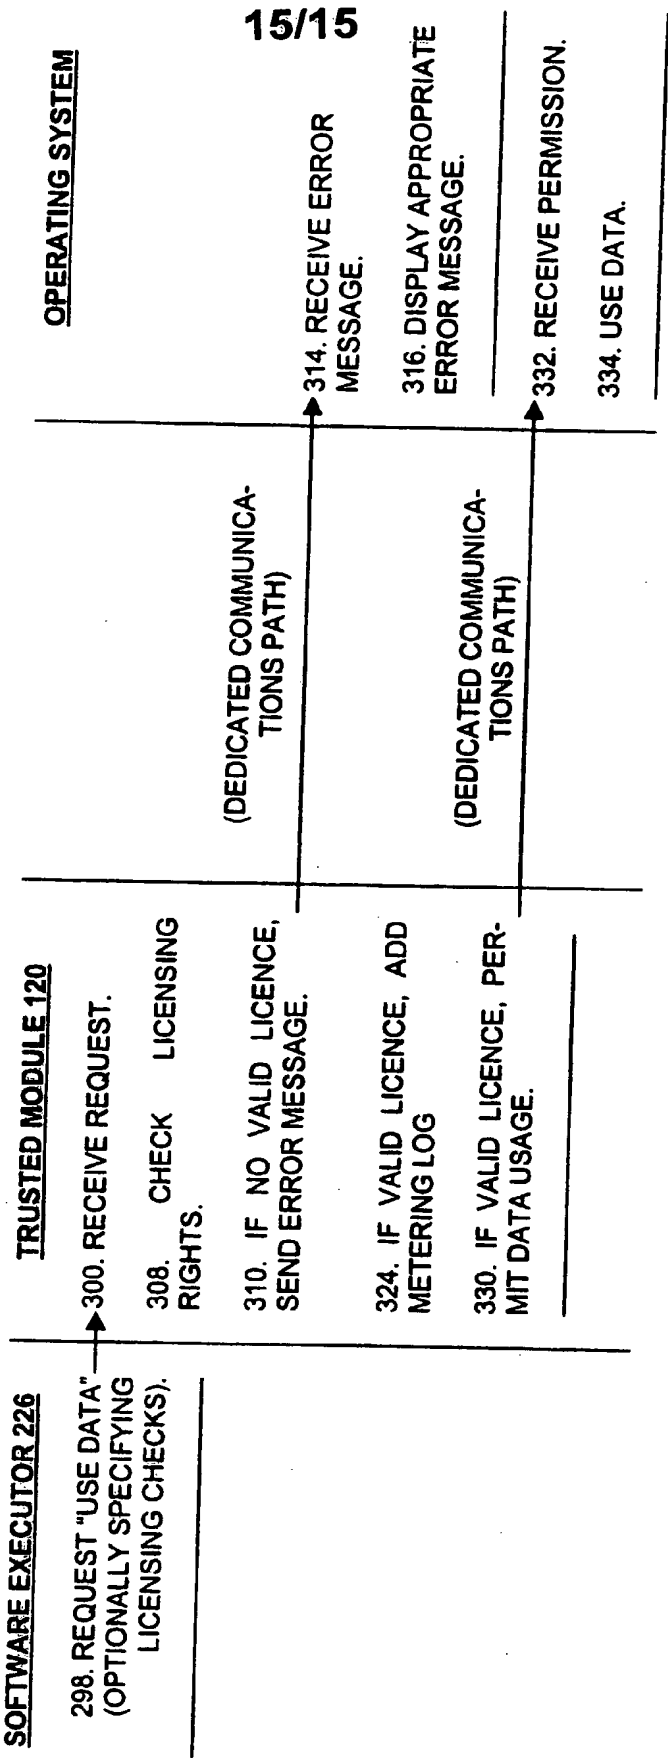 15/15
SOFTWARE EXECUTOR 226
298. REQUEST "USE DATA"
(OPTIONALLY SPECIFYING
LICENSING CHECKS).
TRUSTED MODULE 120
300. RECEIVE REQUEST.
308. CHECK LICENSING
RIGHTS.
310. IF NO VALID LICENCE,
SEND ERROR MESSAGE.
324. IF VALID LICENCE, ADD
METERING LOG
330. IF VALID LICENCE, PER-
MIT DATA USAGE.
(DEDICATED COMMUNICA-
TIONS PATH)
(DEDICATED COMMUNICA-
TIONS PATH)
OPERATING SYSTEM
314. RECEIVE ERROR
MESSAGE.
316. DISPLAY APPROPRIATE
ERROR MESSAGE.
332. RECEIVE PERMISSION.
334. USE DATA.